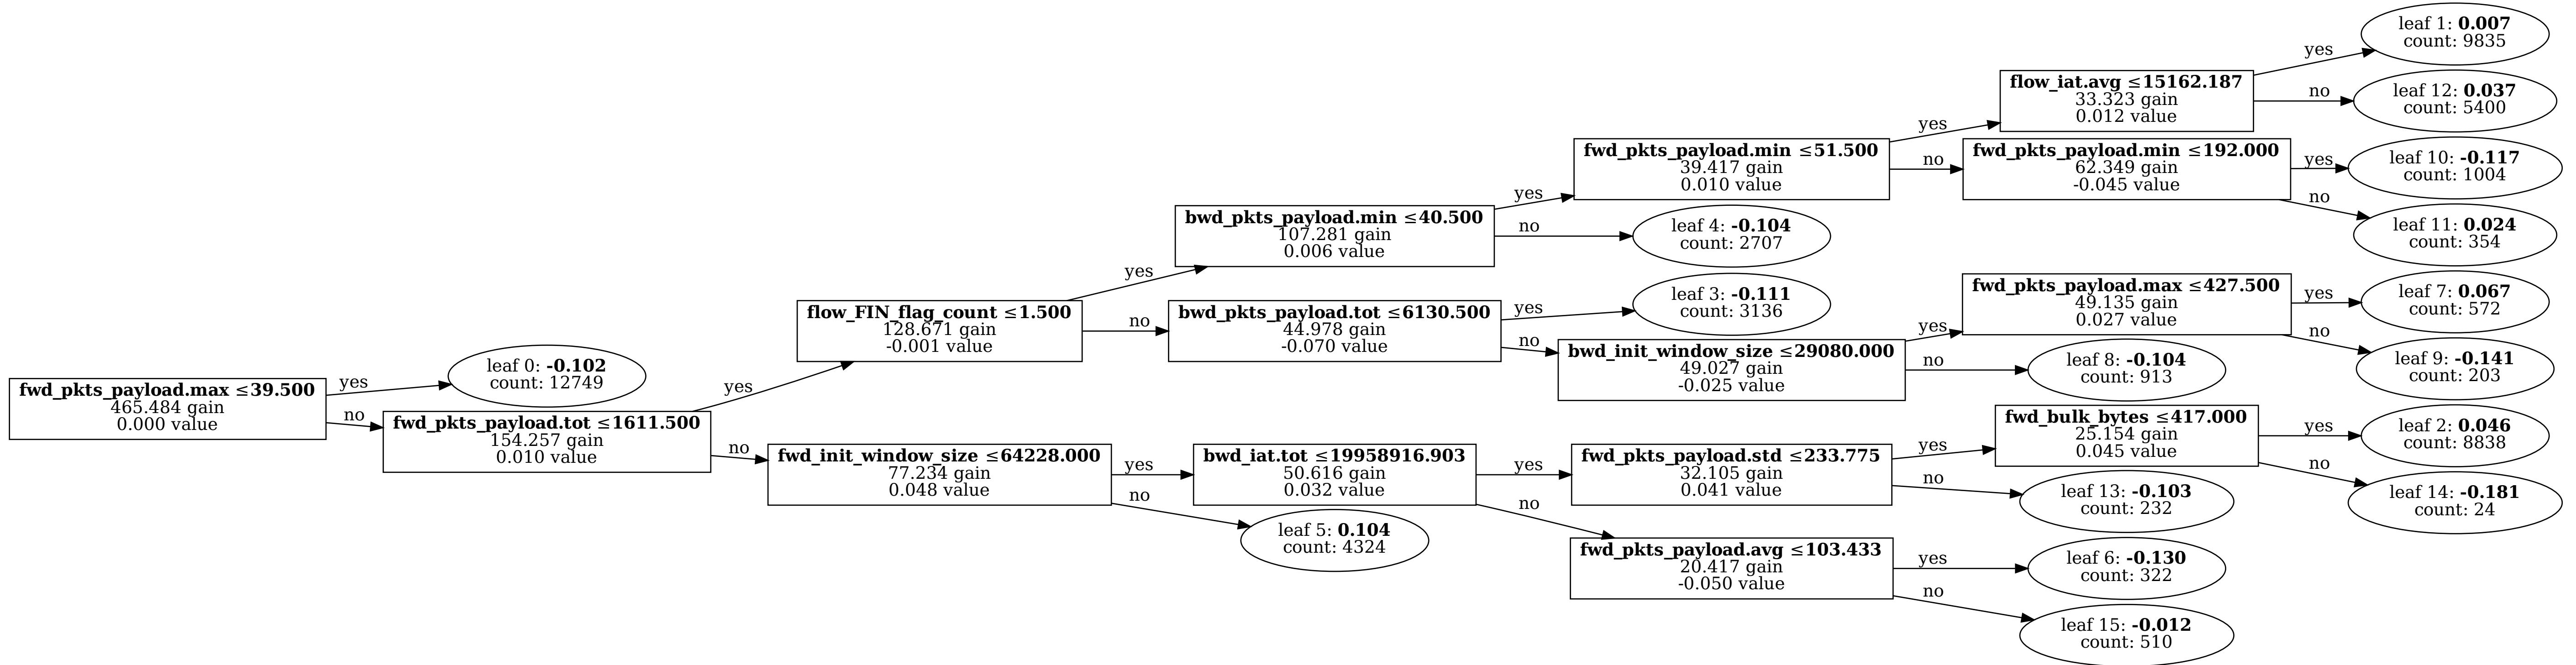 fwd_pkts_payload.max ≤39.500
465.484 gain
0.000 value
yes
no
leaf 0: -0.102
count: 12749
fwd_pkts_payload.tot ≤1611.500
154.257 gain
0.010 value
yes
no
flow_FIN_flag_count ≤1.500
128.671 gain
-0.001 value
yes
no
fwd_init_window_size ≤64228.000
77.234 gain
0.048 value
yes
no
bwd_pkts_payload.min ≤40.500
107.281 gain
0.006 value
yes
no
bwd_pkts_payload.tot ≤6130.500
44.978 gain
-0.070 value
yes
no
bwd_iat.tot ≤19958916.903
50.616 gain
0.032 value
yes
no
leaf 5: 0.104
count: 4324
fwd_pkts_payload.min ≤51.500
39.417 gain
0.010 value
yes
no
leaf 4: -0.104
count: 2707
leaf 3: -0.111
count: 3136
bwd_init_window_size ≤29080.000
49.027 gain
-0.025 value
yes
no
fwd_pkts_payload.std ≤233.775
32.105 gain
0.041 value
yes
no
fwd_pkts_payload.avg ≤103.433
20.417 gain
-0.050 value
yes
no
flow_iat.avg ≤15162.187
33.323 gain
0.012 value
yes
no
fwd_pkts_payload.min ≤192.000
62.349 gain
-0.045 value
yes
no
fwd_pkts_payload.max ≤427.500
49.135 gain
0.027 value
yes
no
leaf 8: -0.104
count: 913
fwd_bulk_bytes ≤417.000
25.154 gain
0.045 value
yes
no
leaf 13: -0.103
count: 232
leaf 6: -0.130
count: 322
leaf 15: -0.012
count: 510
leaf 1: 0.007
count: 9835
leaf 12: 0.037
count: 5400
leaf 10: -0.117
count: 1004
leaf 11: 0.024
count: 354
leaf 7: 0.067
count: 572
leaf 9: -0.141
count: 203
leaf 2: 0.046
count: 8838
leaf 14: -0.181
count: 24